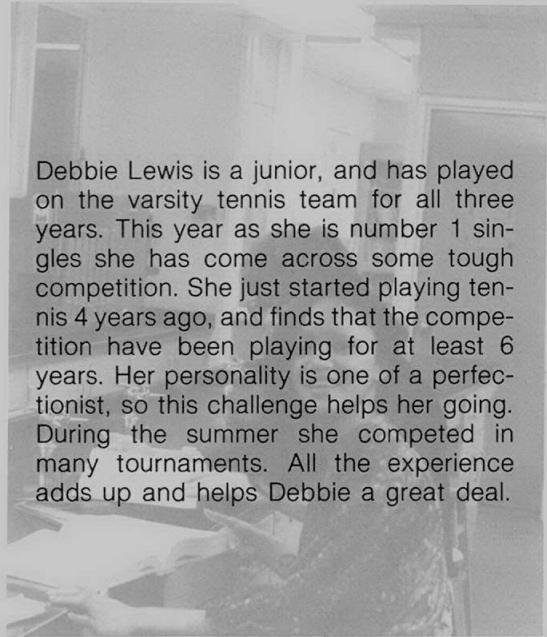 Debbie Lewis is a junior, and has played
on the varsity tennis team for all three
years. This year as she is number 1 sin-
gles she has come across some tough
competition. She just started playing ten-
nis 4 years ago, and finds that the compe-
tition have been playing for at least 6
years. Her personality is one of a perfec-
tionist, so this challenge helps her going.
During the summer she competed in
many tournaments. All the experience
adds up and helps Debbie a great deal.